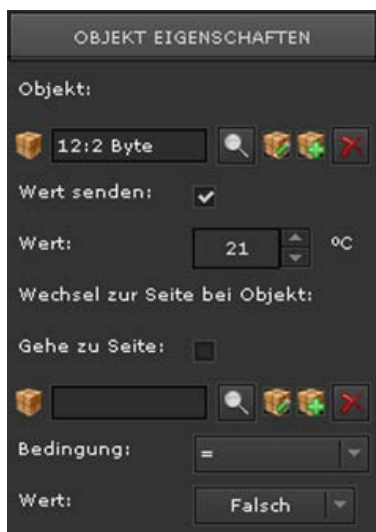 OBJEKT EIGENSCHAFTEN
Objekt:
12:2 Byte
Wert senden:
Wert: 21 ºC
Wechsel zur Seite bei Objekt:
Gehe zu Seite:
Bedingung: =
Wert: Falsch